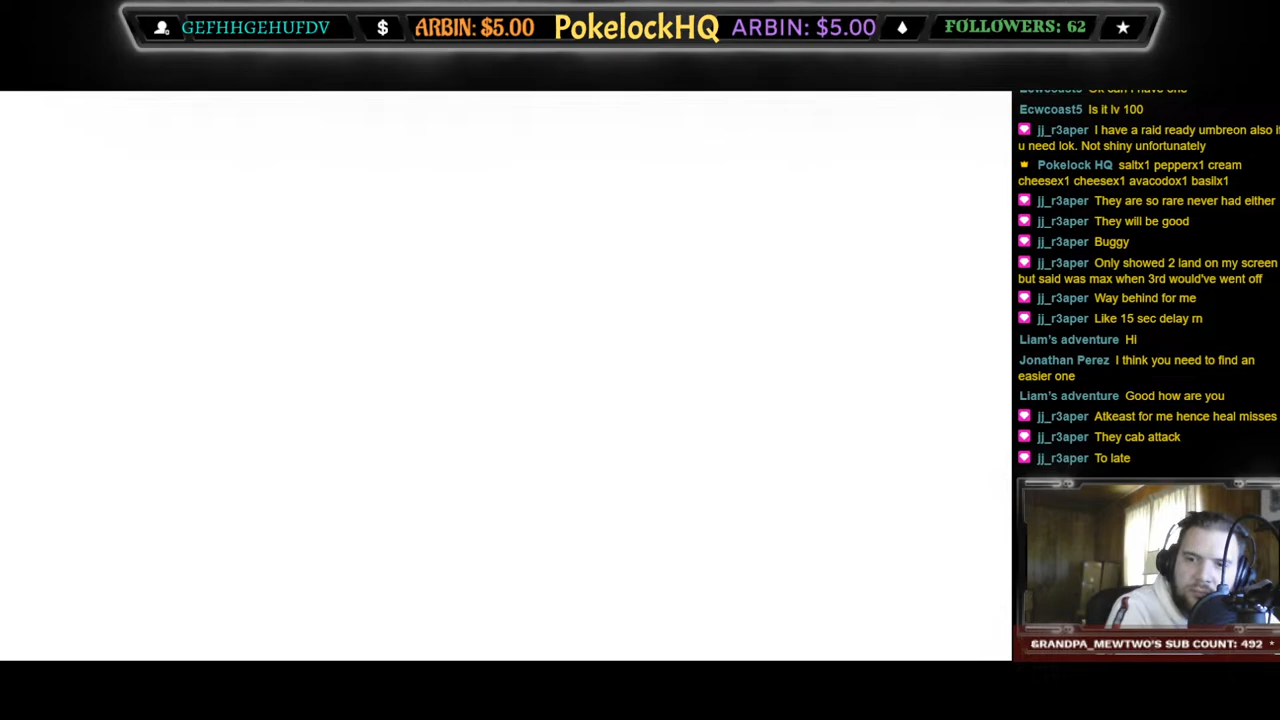 GEFHHGEHUFDV $ ARBIN: $5.00 PokelockHQ ARBIN: $5.00 FOLLOWERS: 62
Ecwcoast5 Is it lv 100
jj_r3aper I have a raid ready umbreon also if
u need lok. Not shiny unfortunately
Pokelock HQ saltx1 pepperx1 cream
cheesex1 cheesex1 avacodox1 basilx1
jj_r3aper They are so rare never had either
jj_r3aper They will be good
jj_r3aper Buggy
jj_r3aper Only showed 2 land on my screen
but said was max when 3rd would've went off
jj_r3aper Way behind for me
jj_r3aper Like 15 sec delay rn
Liam's adventure Hi
Jonathan Perez I think you need to find an
easier one
Liam's adventure Good how are you
jj_r3aper Atkeast for me hence heal misses
jj_r3aper They cab attack
jj_r3aper To late
GRANDPA_MEWTWO'S SUB COUNT: 492 *